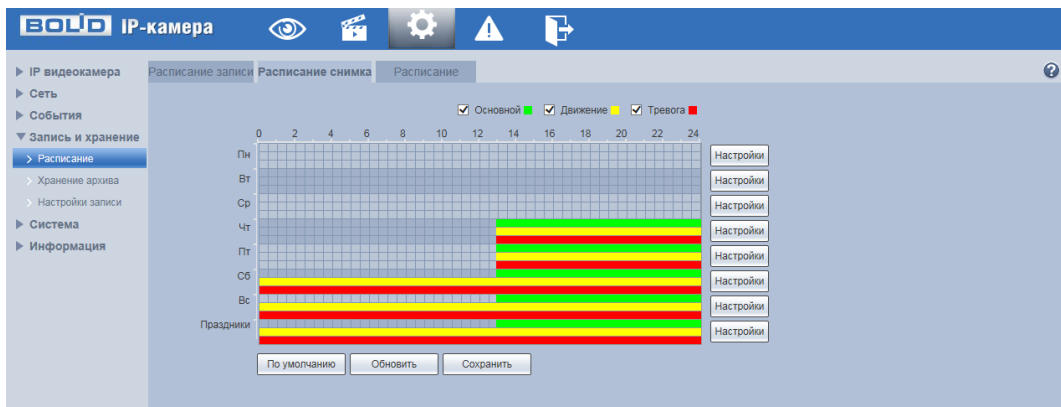 BOLID IP-камера
IP видеокамера
Сеть
События
Запись и хранение
Расписание
Хранение архива
Настройки записи
Система
Информация
Расписание записи Расписание снимка Расписание
Основной Движение Тревога
0 2 4 6 8 10 12 14 16 18 20 22 24
Пн Настройки
Вт Настройки
Ср Настройки
Чт Настройки
Пт Настройки
Сб Настройки
Вс Настройки
Праздники Настройки
По умолчанию Обновить Сохранить